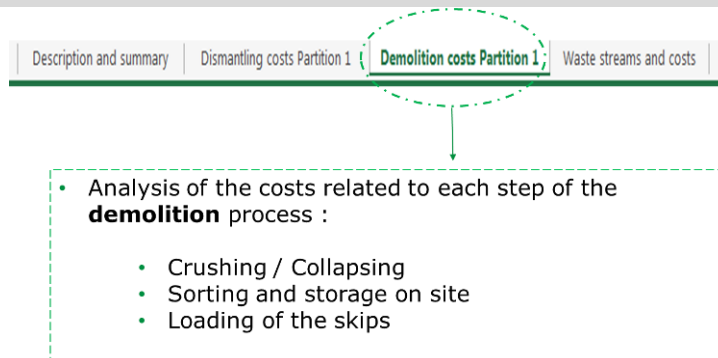 Description and summary Dismantling costs Partition 1 Demolition costs Partition 1 Waste streams and costs
• Analysis of the costs related to each step of the
demolition process :
• Crushing / Collapsing
• Sorting and storage on site
• Loading of the skips